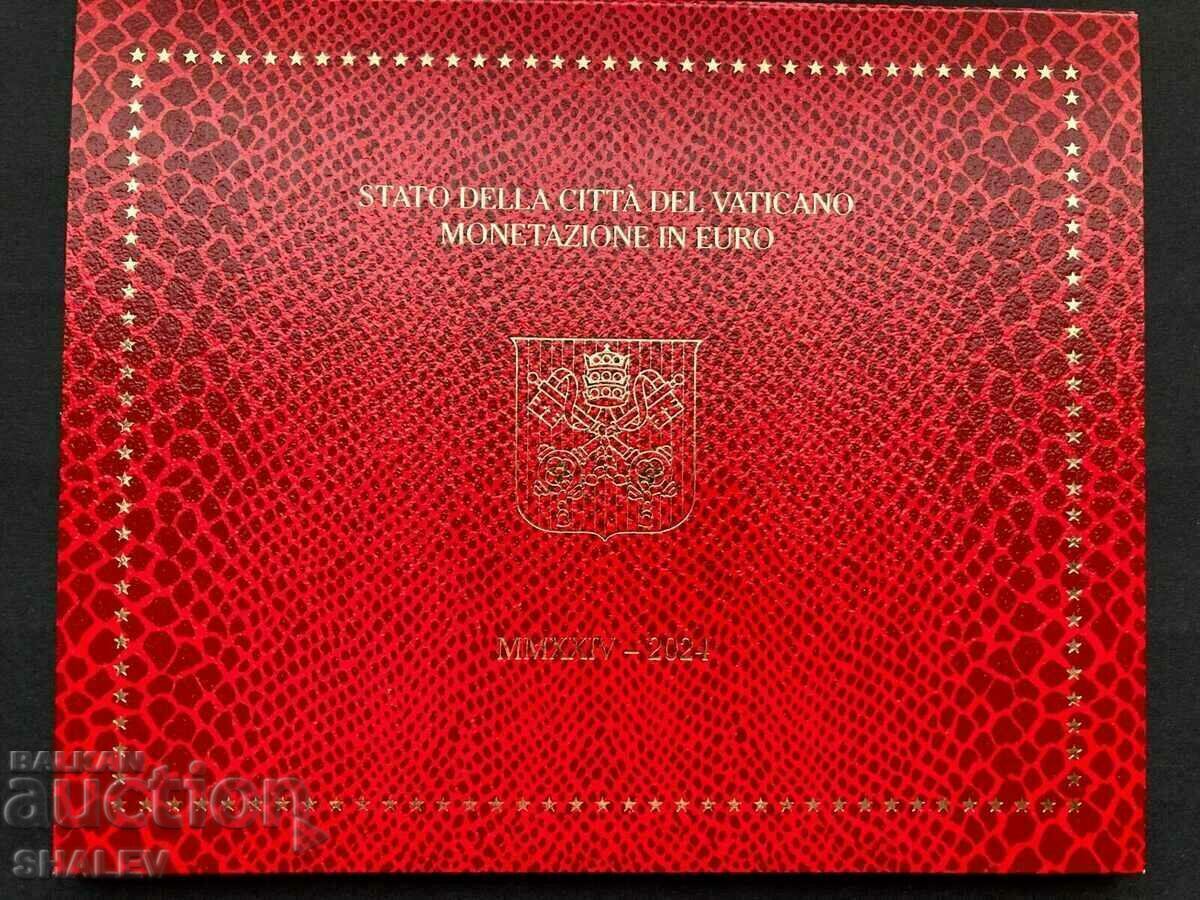 STATO DELLA CITTÀ DEL VATICANO
MONETAZIONE IN EURO
MMXXIV – 2024
BALKAN
auction
SHALEV